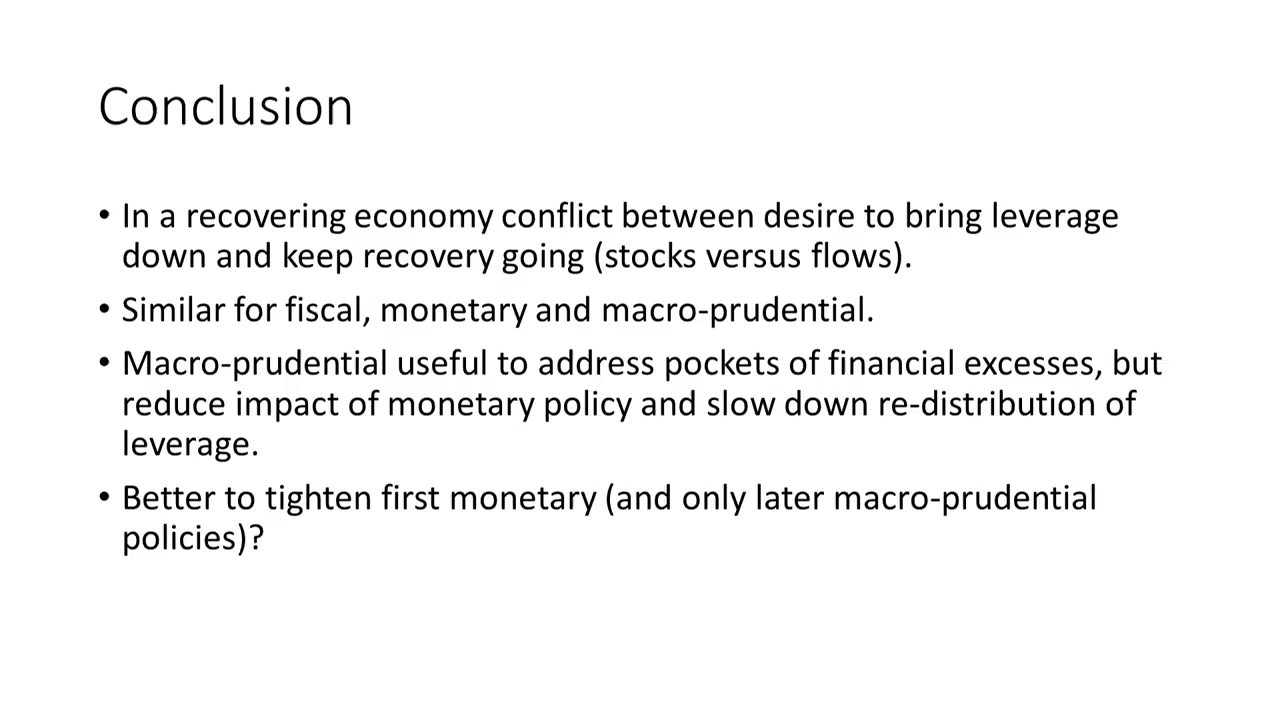 Conclusion
• In a recovering economy conflict between desire to bring leverage
down and keep recovery going (stocks versus flows).
• Similar for fiscal, monetary and macro-prudential.
• Macro-prudential useful to address pockets of financial excesses, but
reduce impact of monetary policy and slow down re-distribution of
leverage.
• Better to tighten first monetary (and only later macro-prudential
policies)?